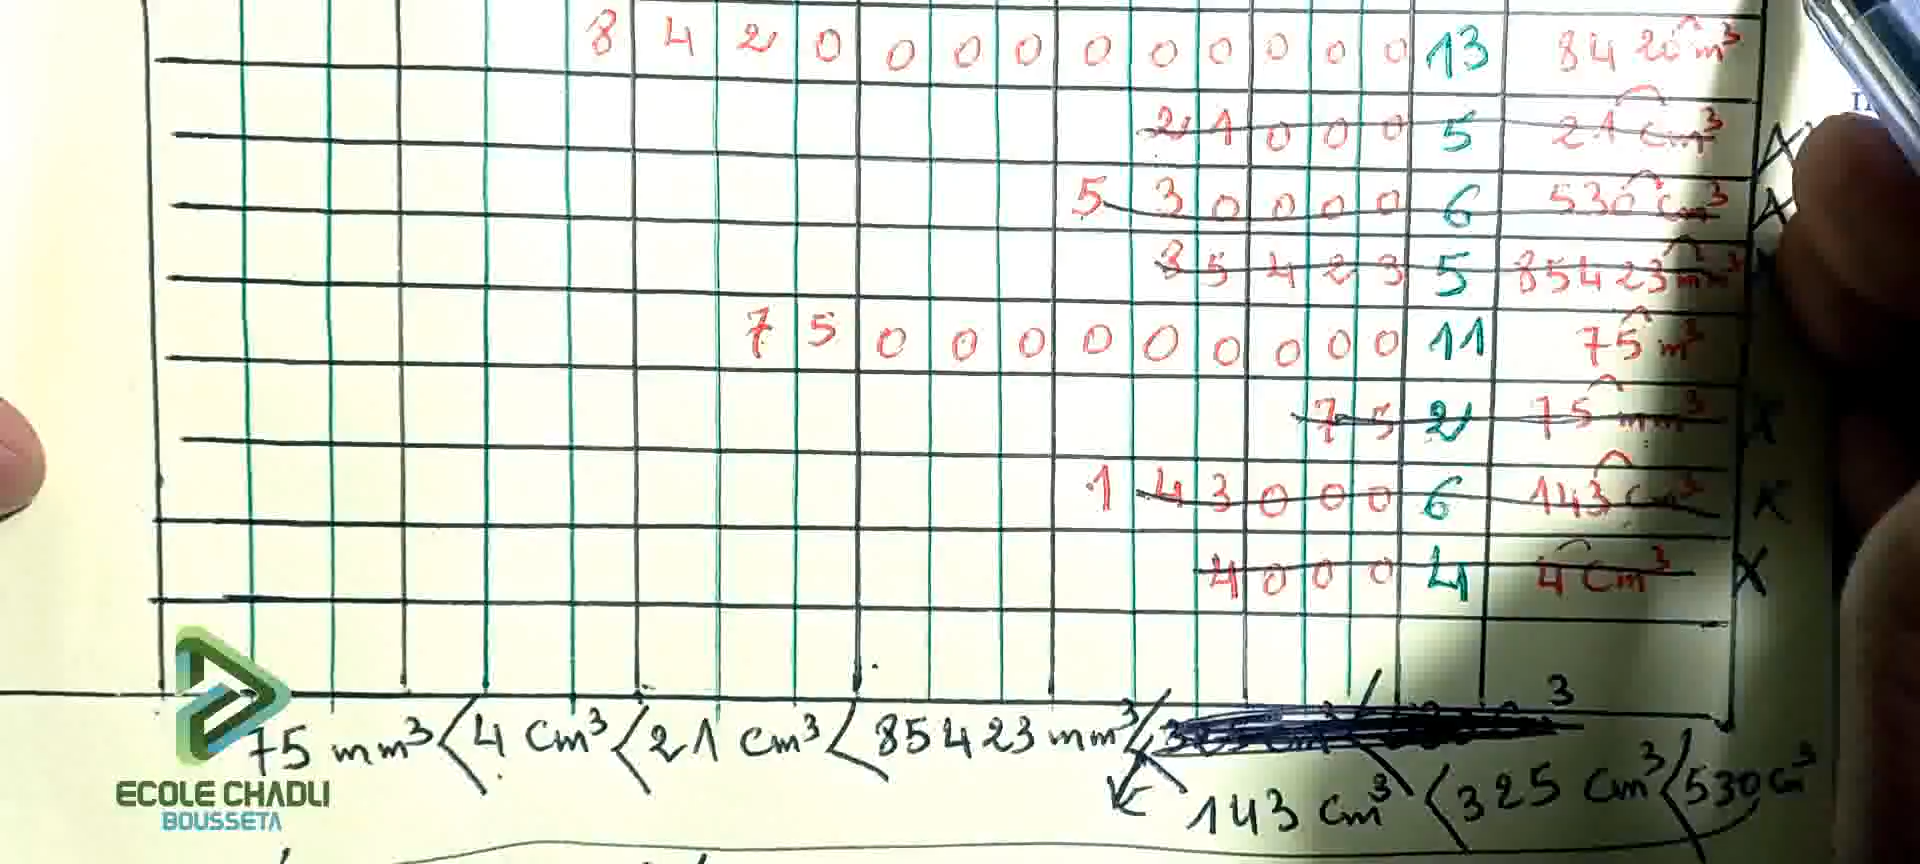 8 4 2 0 0 0 0 0 0 0 0 0 0 13 8420 m³
2 1 0 0 0 5 21 cm³
5 3 0 0 0 0 6 530 cm³
8 5 4 2 3 5 85423 mm³
7 5 0 0 0 0 0 0 0 0 0 11 75 m³
7 5 2 75 mm³
1 4 3 0 0 0 6 143 cm³
4 0 0 0 4 4 cm³
75 mm³ < 4 cm³ < 21 cm³ < 85423 mm³ <
143 cm³ < 325 cm³ < 530 cm³
ECOLE CHADLI
BOUSSETA